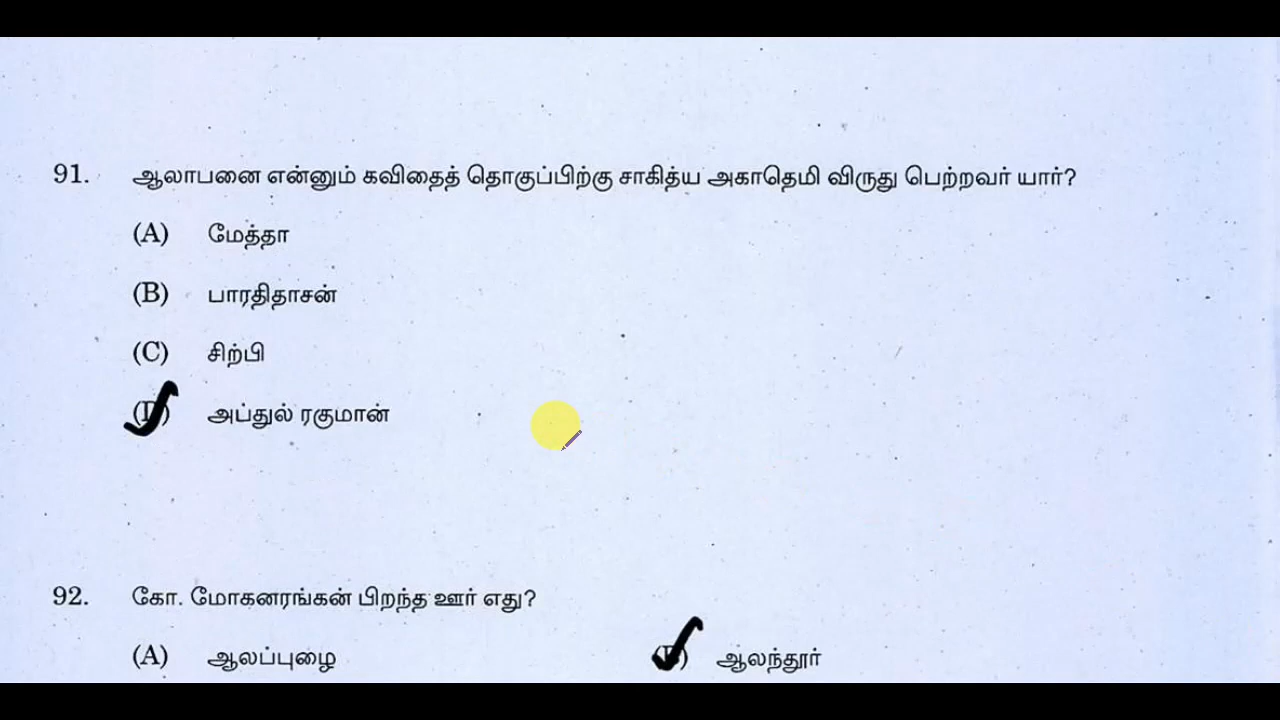 91. ஆலாபனை என்னும் கவிதைத் தொகுப்பிற்கு சாகித்ய அகாதெமி விருது பெற்றவர் யார்?
(A) மேத்தா
(B) பாரதிதாசன்
(C) சிற்பி
(D) அப்துல் ரகுமான்
92. கோ. மோகனரங்கன் பிறந்த ஊர் எது?
(A) ஆலப்புழை (B) ஆலந்தூர்